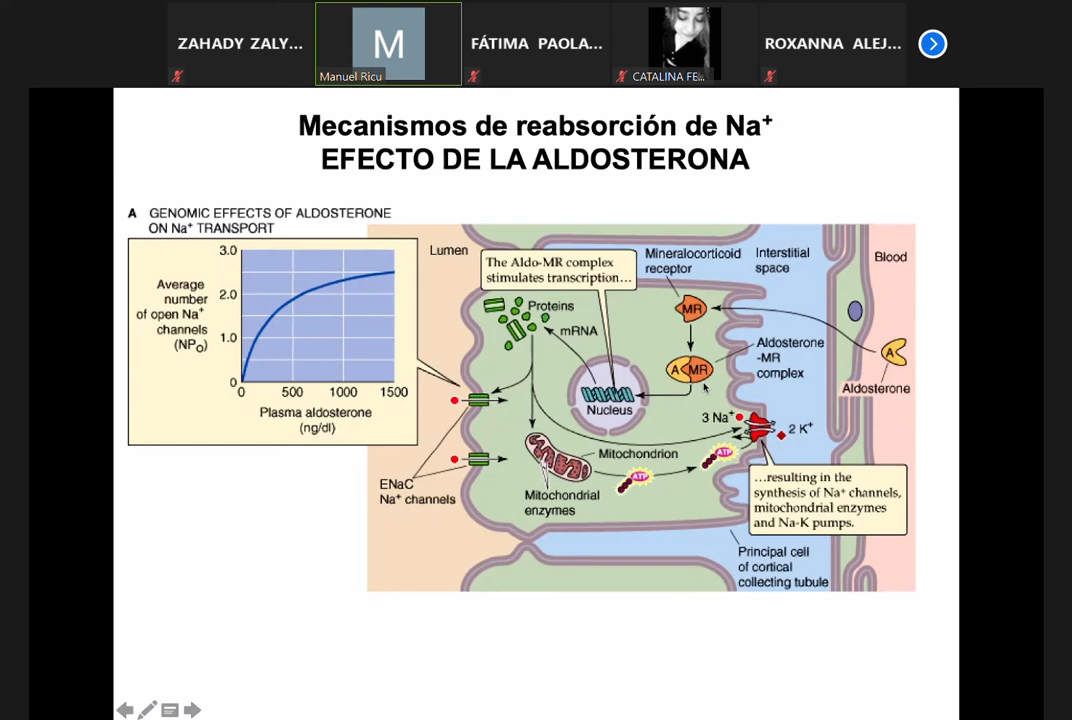 ZAHADY ZALY...
M
Manuel Ricu
FÁTIMA PAOLA...
CATALINA FE...
ROXANNA ALEJ...
Mecanismos de reabsorción de Na⁺
EFECTO DE LA ALDOSTERONA
A GENOMIC EFFECTS OF ALDOSTERONE
ON Na⁺ TRANSPORT
Average
number
of open Na⁺
channels
(NPo)
3.0
2.0
1.0
0
0 500 1000 1500
Plasma aldosterone
(ng/dl)
Lumen
The Aldo-MR complex
stimulates transcription...
Mineralocorticoid
receptor
Interstitial
space
Blood
Proteins
mRNA
MR
A
Aldosterone
Aldosterone
-MR
complex
A MR
Nucleus
3 Na⁺
2 K⁺
ATP
Mitochondrion
ATP
ENaC
Na⁺ channels
Mitochondrial
enzymes
...resulting in the
synthesis of Na⁺ channels,
mitochondrial enzymes
and Na-K pumps.
Principal cell
of cortical
collecting tubule